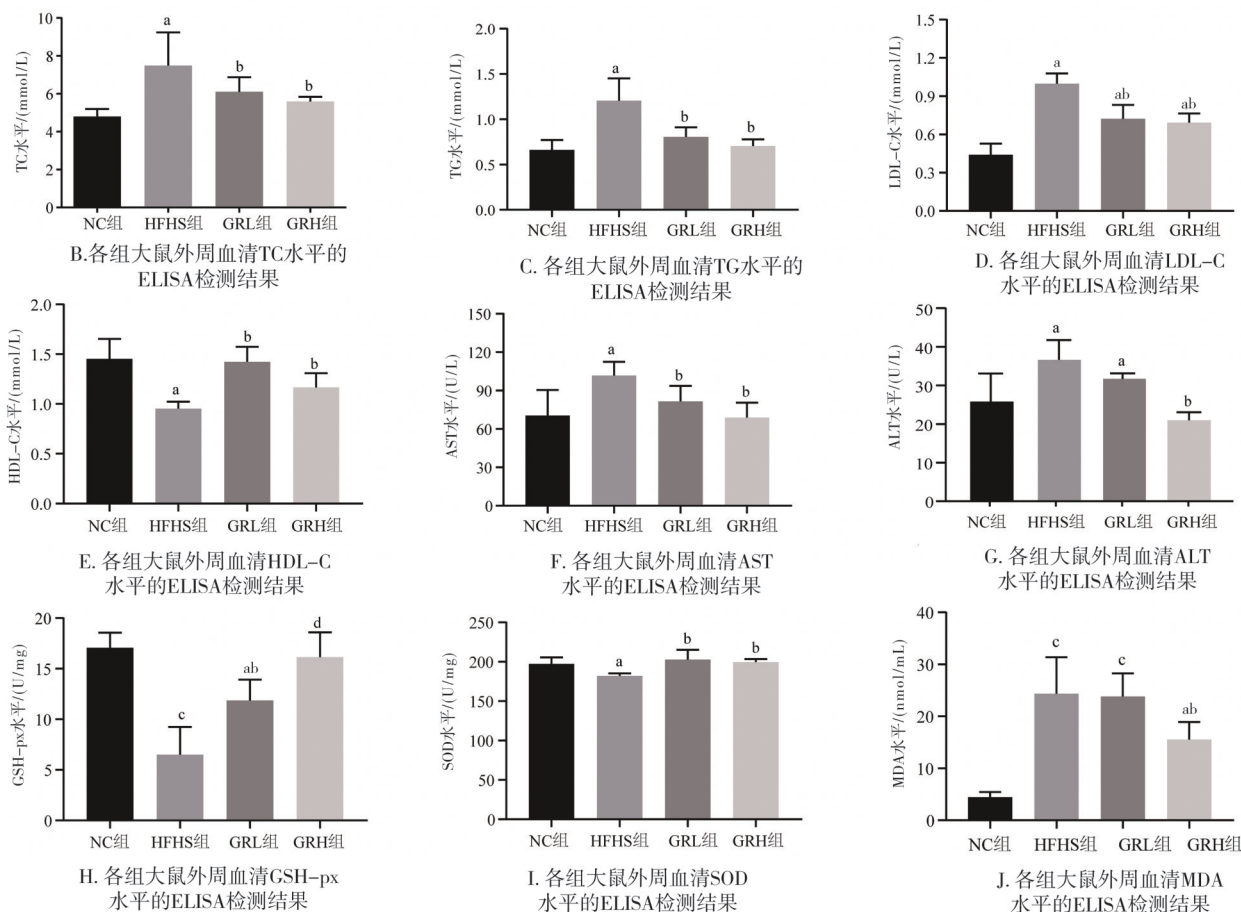 10
8
6
4
2
0
TC水平/(mmol/L)
a
b
b
NC组
HFHS组
GRL组
GRH组
B.各组大鼠外周血清TC水平的
ELISA检测结果
2.0
1.5
1.0
0.5
0.0
TG水平/(mmol/L)
a
b
b
NC组
HFHS组
GRL组
GRH组
C. 各组大鼠外周血清TG水平的
ELISA检测结果
1.5
1.2
0.9
0.6
0.3
0.0
LDL-C水平/(mmol/L)
a
ab
ab
NC组
HFHS组
GRL组
GRH组
D. 各组大鼠外周血清LDL-C
水平的ELISA检测结果
2.0
1.5
1.0
0.5
0.0
HDL-C水平/(mmol/L)
a
b
b
NC组
HFHS组
GRL组
GRH组
E. 各组大鼠外周血清HDL-C
水平的ELISA检测结果
150
120
90
60
30
0
AST水平/(U/L)
a
b
b
NC组
HFHS组
GRL组
GRH组
F. 各组大鼠外周血清AST
水平的ELISA检测结果
50
40
30
20
10
0
ALT水平/(U/L)
a
a
b
NC组
HFHS组
GRL组
GRH组
G. 各组大鼠外周血清ALT
水平的ELISA检测结果
20
15
10
5
0
GSH-px水平/(U/mg)
c
ab
d
NC组
HFHS组
GRL组
GRH组
H. 各组大鼠外周血清GSH-px
水平的ELISA检测结果
250
200
150
100
50
0
SOD水平/(U/mg)
a
b
b
NC组
HFHS组
GRL组
GRH组
I. 各组大鼠外周血清SOD
水平的ELISA检测结果
40
30
20
10
0
MDA水平/(nmol/mL)
c
c
ab
NC组
HFHS组
GRL组
GRH组
J. 各组大鼠外周血清MDA
水平的ELISA检测结果